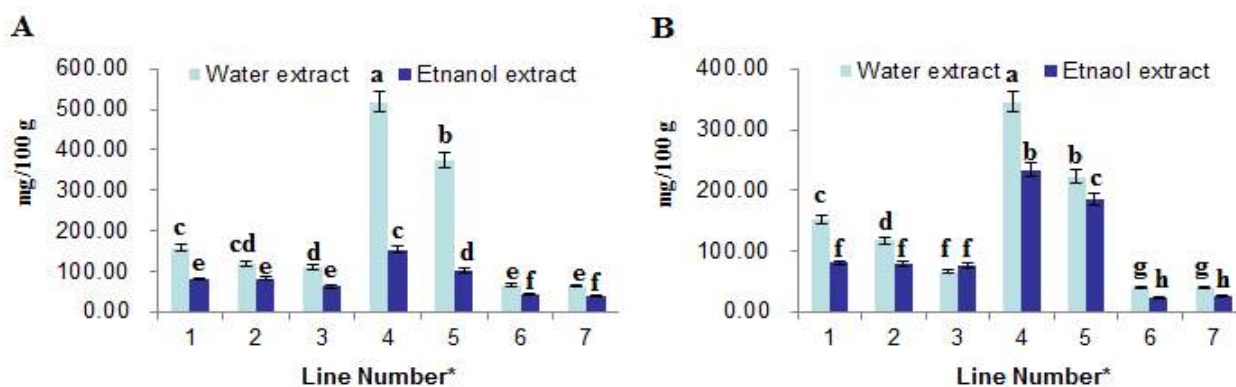 A
600.00
500.00
400.00
300.00
200.00
100.00
0.00
mg/100 g
Water extract
Etnanol extract
c
e
cd
e
d
e
a
c
b
d
e
f
e
f
1 2 3 4 5 6 7
Line Number*
B
400.00
300.00
200.00
100.00
0.00
mg/100 g
Water extract
Etnaol extract
c
f
d
f
f
f
a
b
b
c
g
h
g
h
1 2 3 4 5 6 7
Line Number*